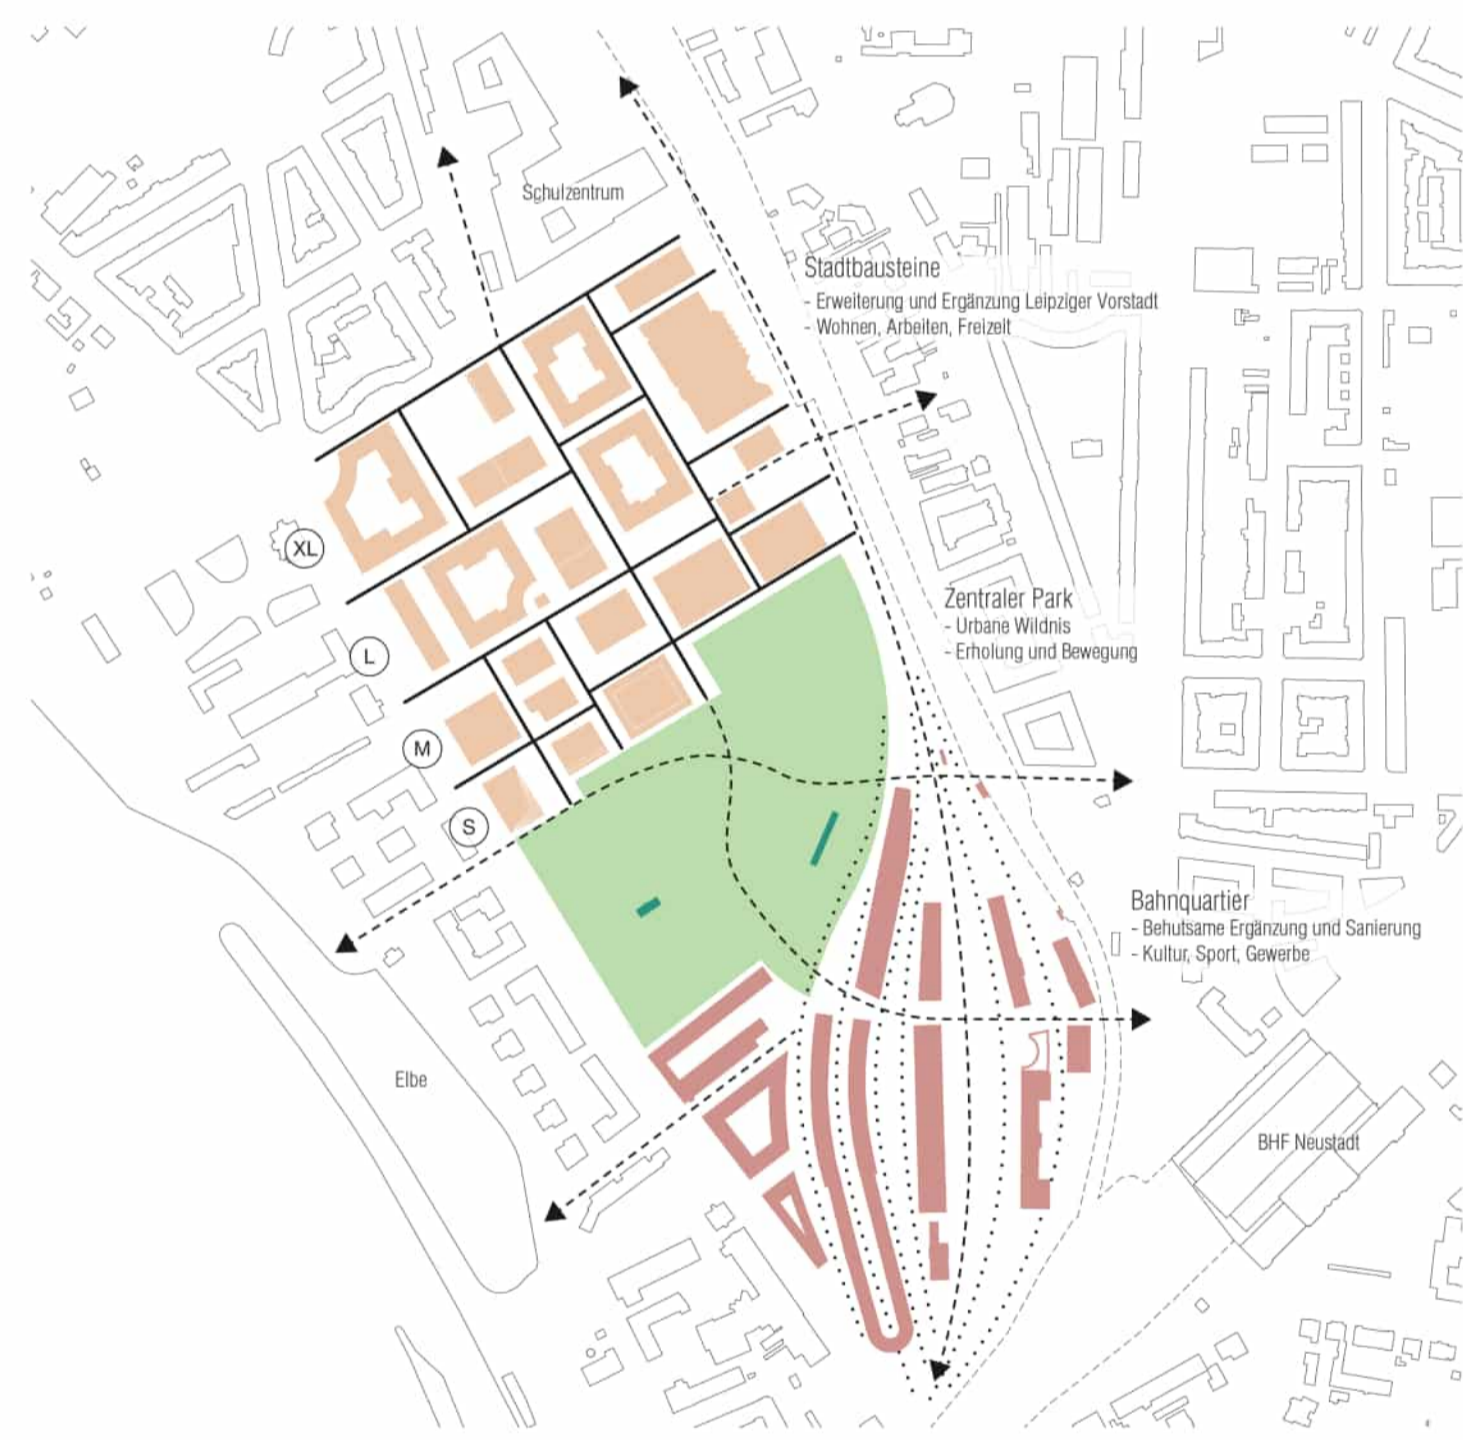 Schulzentrum
Stadtbausteine
- Erweiterung und Ergänzung Leipziger Vorstadt
- Wohnen, Arbeiten, Freizeit
XL
L
M
S
Zentraler Park
- Urbane Wildnis
- Erholung und Bewegung
Bahnquartier
- Behutsame Ergänzung und Sanierung
- Kultur, Sport, Gewerbe
Elbe
BHF Neustadt